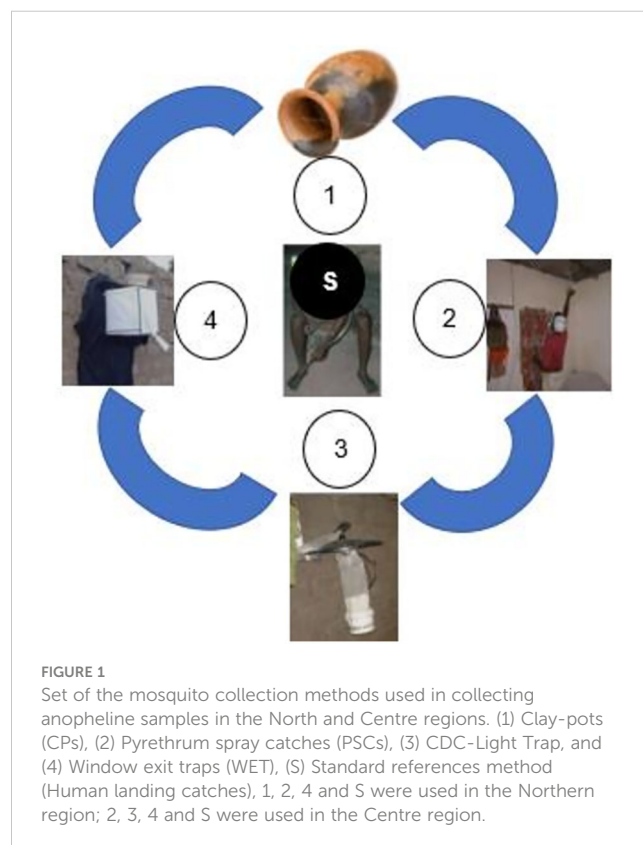 1
S
4
2
3
FIGURE 1
Set of the mosquito collection methods used in collecting
anopheline samples in the North and Centre regions. (1) Clay-pots
(CPs), (2) Pyrethrum spray catches (PSCs), (3) CDC-Light Trap, and
(4) Window exit traps (WET), (S) Standard references method
(Human landing catches), 1, 2, 4 and S were used in the Northern
region; 2, 3, 4 and S were used in the Centre region.